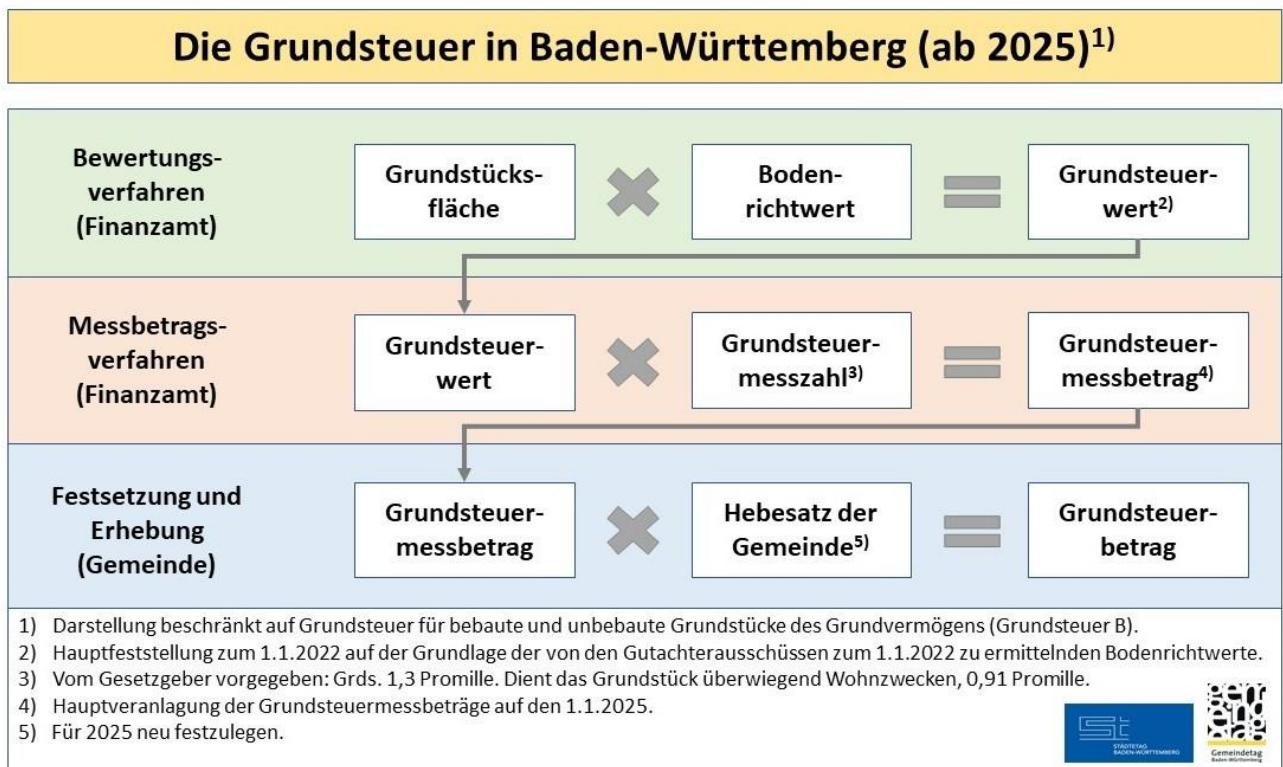 Die Grundsteuer in Baden-Württemberg (ab 2025)1)
Bewertungs-
verfahren
(Finanzamt)
Grundstücks-
fläche
Boden-
richtwert
Grundsteuer-
wert2)
Messbetrags-
verfahren
(Finanzamt)
Grundsteuer-
wert
Grundsteuer-
messzahl3)
Grundsteuer-
messbetrag4)
Festsetzung und
Erhebung
(Gemeinde)
Grundsteuer-
messbetrag
Hebesatz der
Gemeinde5)
Grundsteuer-
betrag
1) Darstellung beschränkt auf Grundsteuer für bebaute und unbebaute Grundstücke des Grundvermögens (Grundsteuer B).
2) Hauptfeststellung zum 1.1.2022 auf der Grundlage der von den Gutachterausschüssen zum 1.1.2022 zu ermittelnden Bodenrichtwerte.
3) Vom Gesetzgeber vorgegeben: Grds. 1,3 Promille. Dient das Grundstück überwiegend Wohnzwecken, 0,91 Promille.
4) Hauptveranlagung der Grundsteuermessbeträge auf den 1.1.2025.
5) Für 2025 neu festzulegen.
St
STÄDTETAG
BADEN-WÜRTTEMBERG
gemeindetag
Gemeindetag
Baden-Württemberg